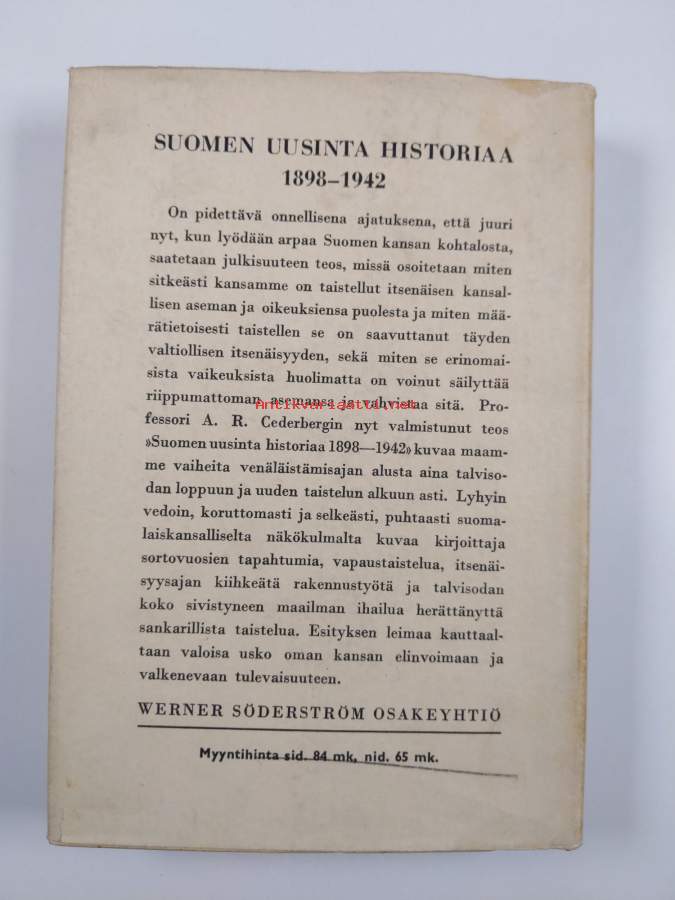 SUOMEN UUSINTA HISTORIAA
1898–1942
On pidettävä onnellisena ajatuksena, että juuri
nyt, kun lyödään arpaa Suomen kansan kohtalosta,
saatetaan julkisuuteen teos, missä osoitetaan miten
sitkeästi kansamme on taistellut itsenäisen kansal-
lisen aseman ja oikeuksiensa puolesta ja miten mää-
rätietoisesti taistellen se on saavuttanut täyden
valtiollisen itsenäisyyden, sekä miten se erinomai-
sista vaikeuksista huolimatta on voinut säilyttää
riippumattoman asemansa ja vahvistaa sitä. Pro-
Antikvariaatti.net
fessori A. R. Cederbergin nyt valmistunut teos
»Suomen uusinta historiaa 1898—1942» kuvaa maam-
me vaiheita venäläistämisajan alusta aina talviso-
dan loppuun ja uuden taistelun alkuun asti. Lyhyin
vedoin, koruttomasti ja selkeästi, puhtaasti suoma-
laiskansalliselta näkökulmalta kuvaa kirjoittaja
sortovuosien tapahtumia, vapaustaistelua, itsenäi-
syysajan kiihkeätä rakennustyötä ja talvisodan
koko sivistyneen maailman ihailua herättänyttä
sankarillista taistelua. Esityksen leimaa kauttaal-
taan valoisa usko oman kansan elinvoimaan ja
valkenevaan tulevaisuuteen.
WERNER SÖDERSTRÖM OSAKEYHTIÖ
Myyntihinta sid. 84 mk, nid. 65 mk.